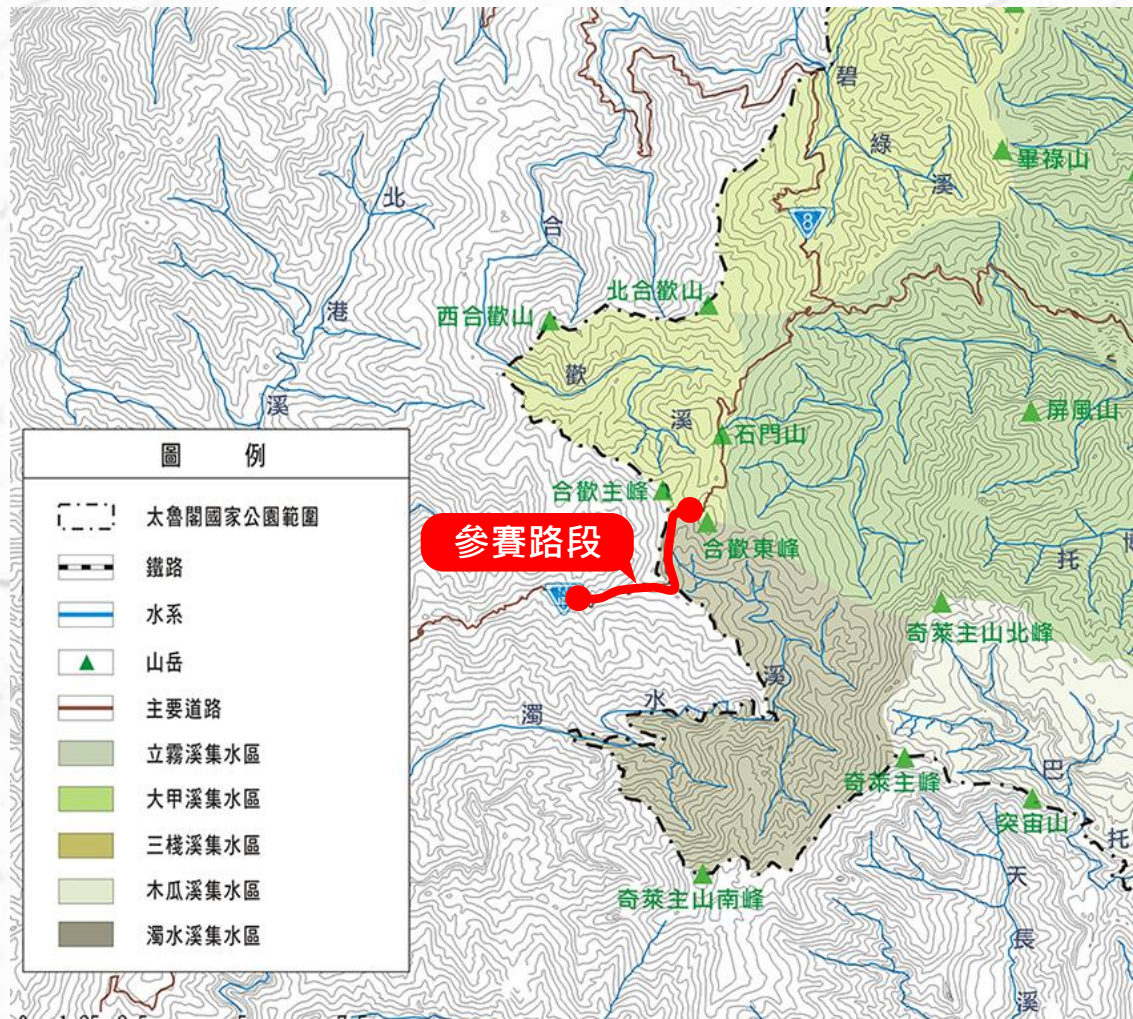 碧
綠
溪
畢祿山
8
北
合
港
北合歡山
西合歡山
歡
溪
溪
屏風山
石門山
圖 例
太魯閣國家公園範圍
鐵路
水系
山岳
主要道路
立霧溪集水區
大甲溪集水區
三棧溪集水區
木瓜溪集水區
濁水溪集水區
合歡主峰
參賽路段
合歡東峰
托
奇萊主山北峰
溪
水
濁
奇萊主峰
巴
突宙山
托
奇萊主山南峰
天
長
溪